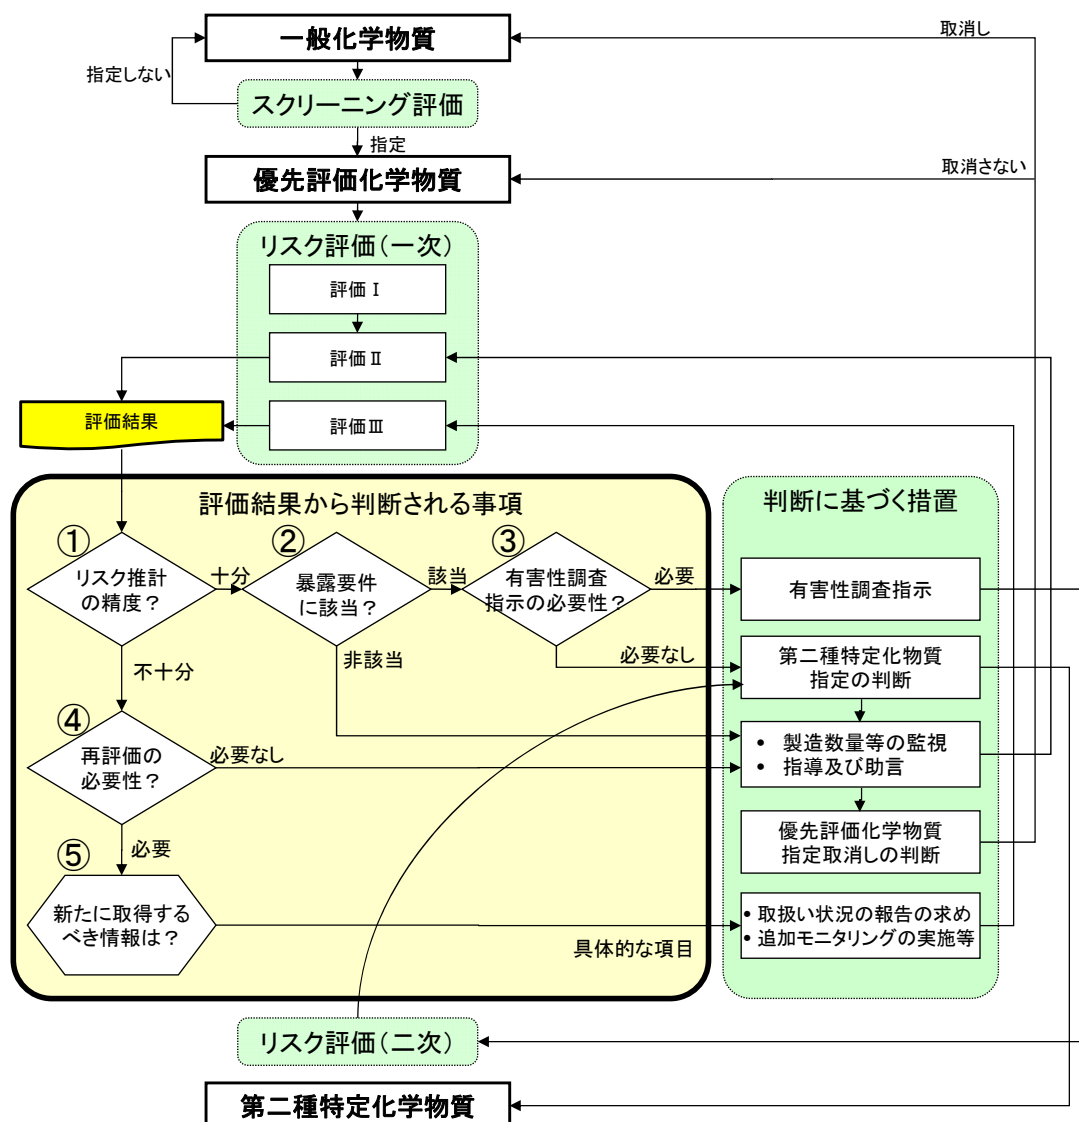 一般化学物質
取消し
指定しない
スクリーニング評価
指定
優先評価化学物質
取消さない
リスク評価(一次)
評価Ⅰ
評価Ⅱ
評価結果
評価Ⅲ
評価結果から判断される事項
判断に基づく措置
①
リスク推計
の精度?
十分
②
暴露要件
に該当?
該当
③
有害性調査
指示の必要性?
必要
有害性調査指示
不十分
非該当
必要なし
第二種特定化物質
指定の判断
④
再評価の
必要性?
必要なし
• 製造数量等の監視
• 指導及び助言
優先評価化学物質
指定取消しの判断
必要
⑤
新たに取得する
べき情報は?
具体的な項目
• 取扱い状況の報告の求め
• 追加モニタリングの実施等
リスク評価(二次)
第二種特定化学物質